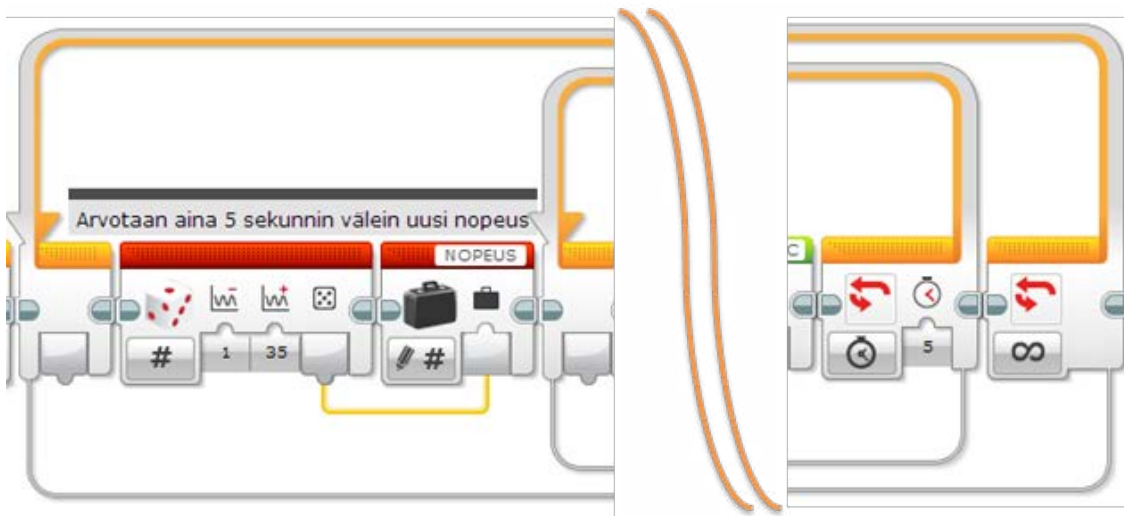 Arvotaan aina 5 sekunnin välein uusi nopeus
NOPEUS
C
# 1 35 #
5
∞